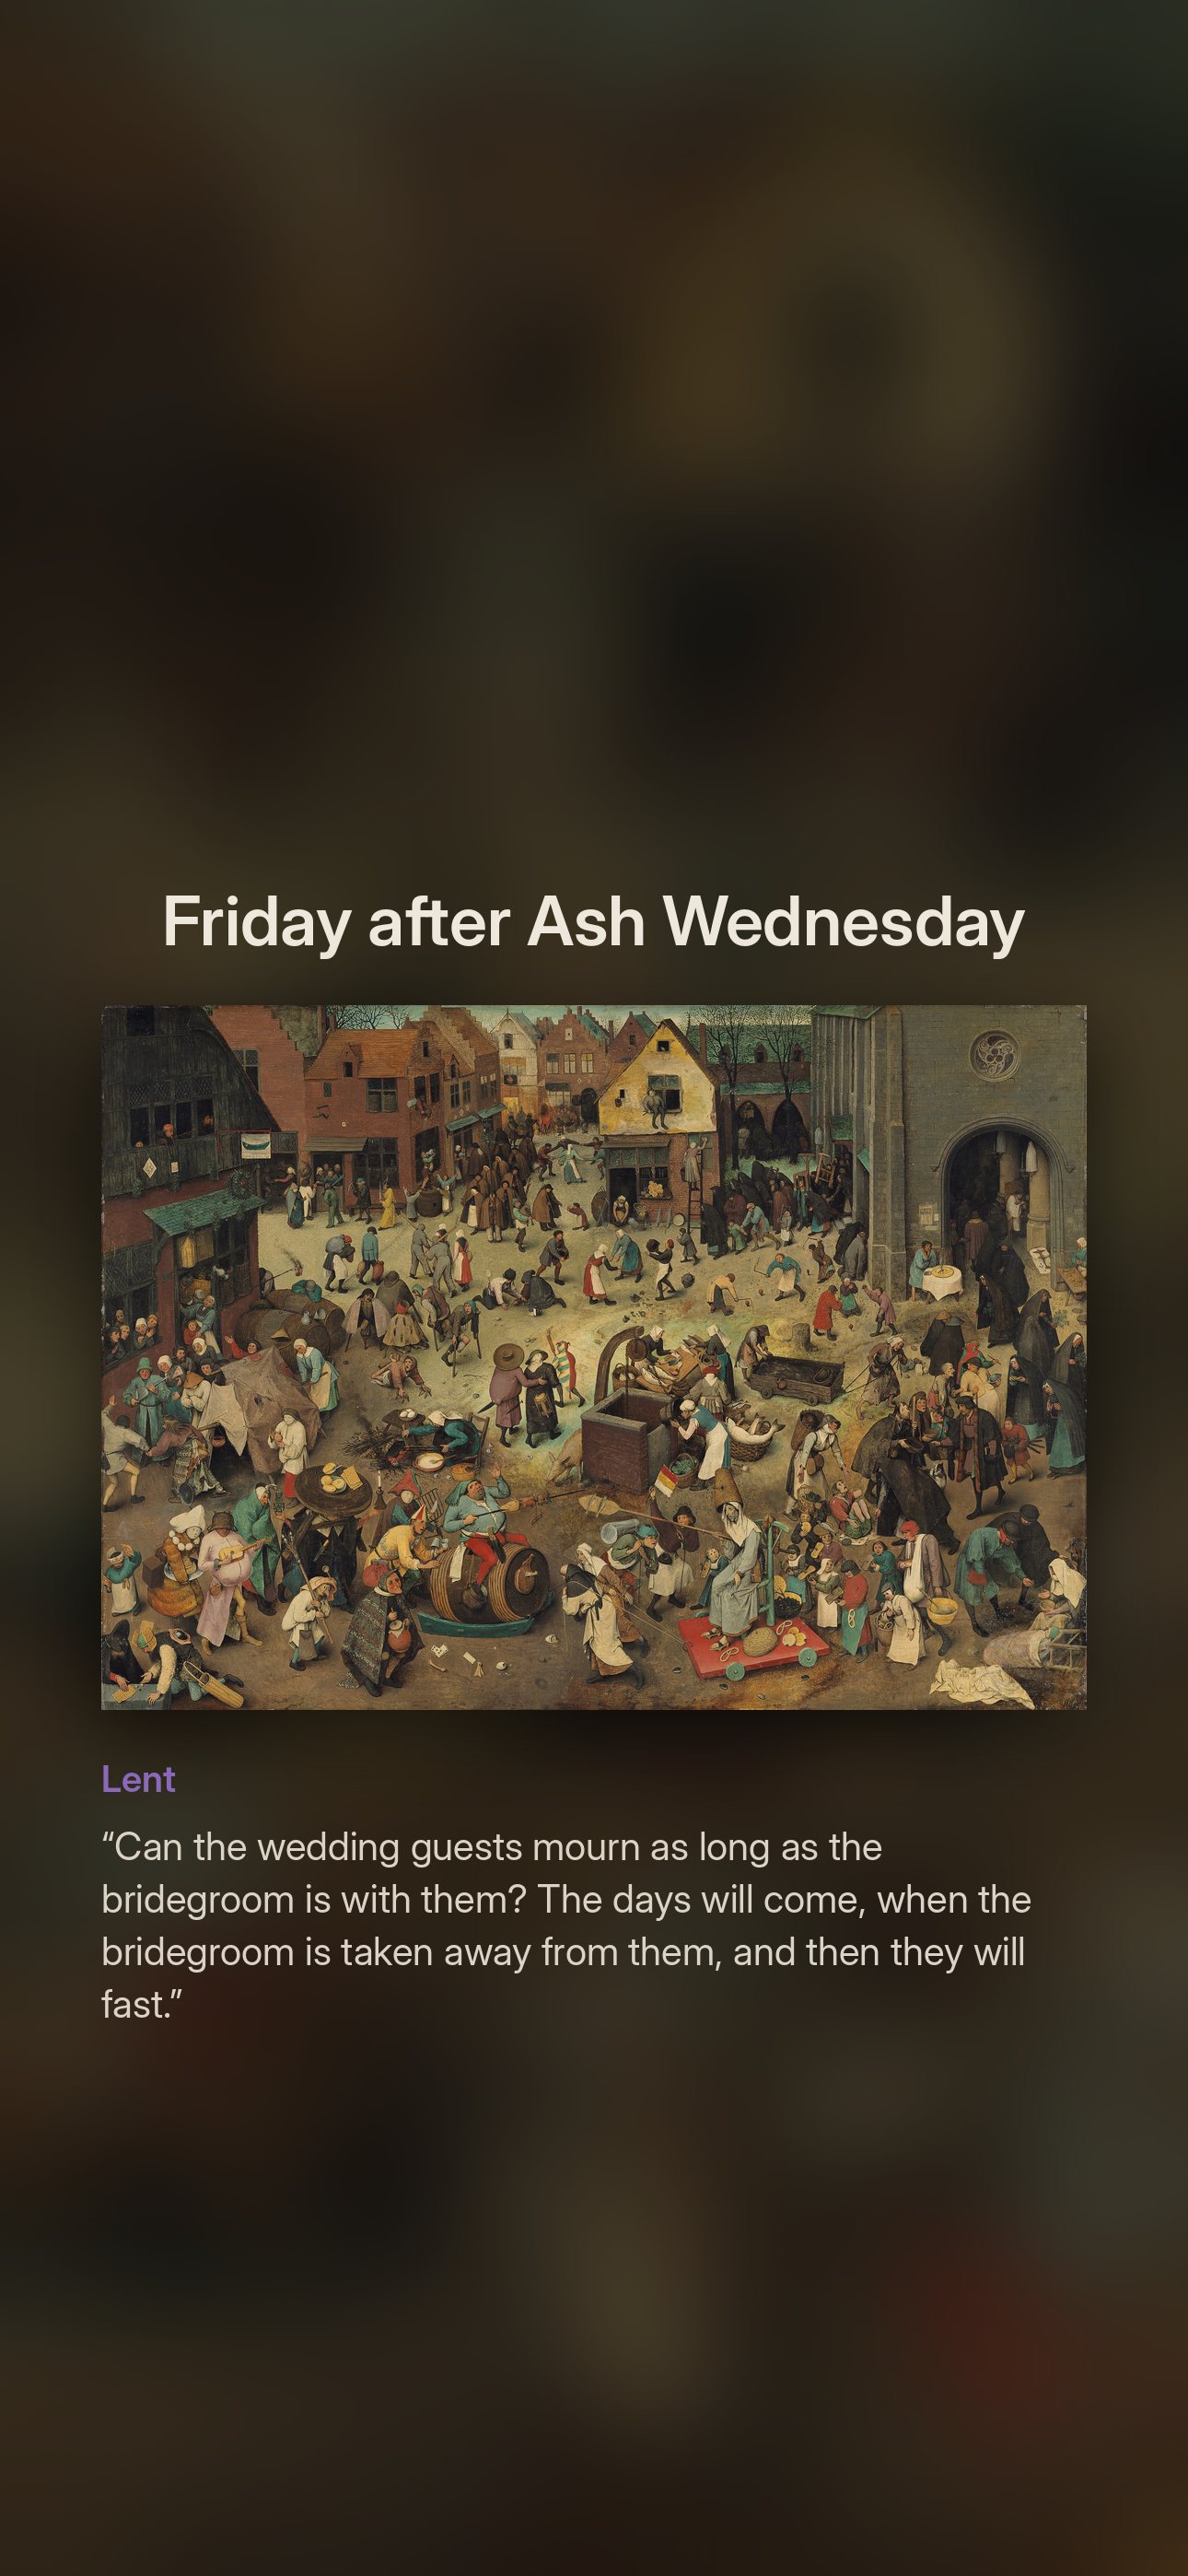 Friday after Ash Wednesday
Lent
“Can the wedding guests mourn as long as the
bridegroom is with them? The days will come, when the
bridegroom is taken away from them, and then they will
fast.”